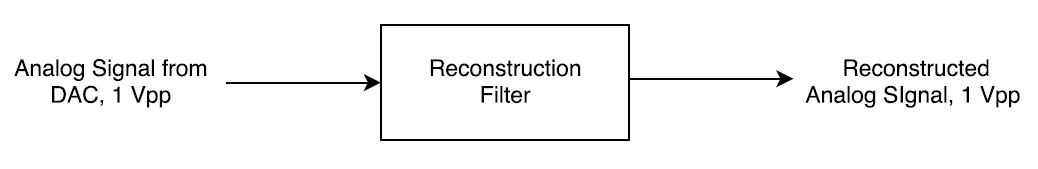 Analog Signal from
DAC, 1 Vpp
Reconstruction
Filter
Reconstructed
Analog SIgnal, 1 Vpp